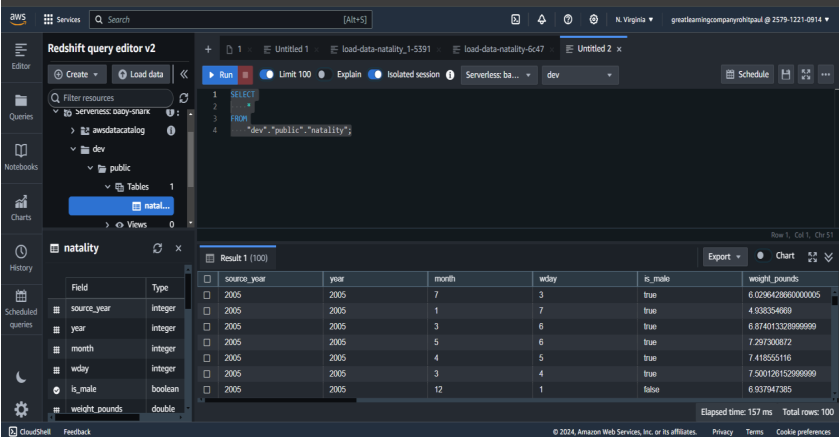 aws Services Search [Alt+S] N. Virginia greatlearningcompanyrohitpaul @ 2579-1221-0914
Editor
Queries
Notebooks
Charts
History
Scheduled queries
Redshift query editor v2
Create Load data
Filter resources
Serverless: baby-shark
awsdatacatalog
dev
public
Tables 1
natal...
Views 0
natality
Field Type
source_year integer
year integer
month integer
wday integer
is_male boolean
weight_pounds double
+ 1 Untitled 1 load-data-natality_1-5391 load-data-natality-6c47 Untitled 2 ×
Run Limit 100 Explain Isolated session Serverless: ba... dev Schedule
1 SELECT
2 *
3 FROM
4 "dev"."public"."natality";
Row 1, Col 1, Chr 51
Result 1 (100) Export Chart
source_year year month wday is_male weight_pounds
2005 2005 7 3 true 6.0296428660000005
2005 2005 1 7 true 4.938354669
2005 2005 3 6 true 6.874013328999999
2005 2005 5 6 true 7.297300872
2005 2005 4 5 true 7.418555116
2005 2005 3 4 true 7.500126152999999
2005 2005 12 1 false 6.937947385
Elapsed time: 157 ms Total rows: 100
CloudShell Feedback © 2024, Amazon Web Services, Inc. or its affiliates. Privacy Terms Cookie preferences